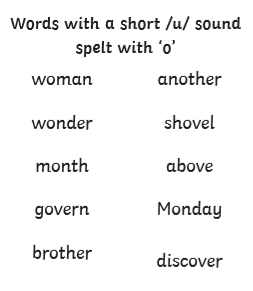 Words with a short /u/ sound
spelt with ‘o’
woman another
wonder shovel
month above
govern Monday
brother discover